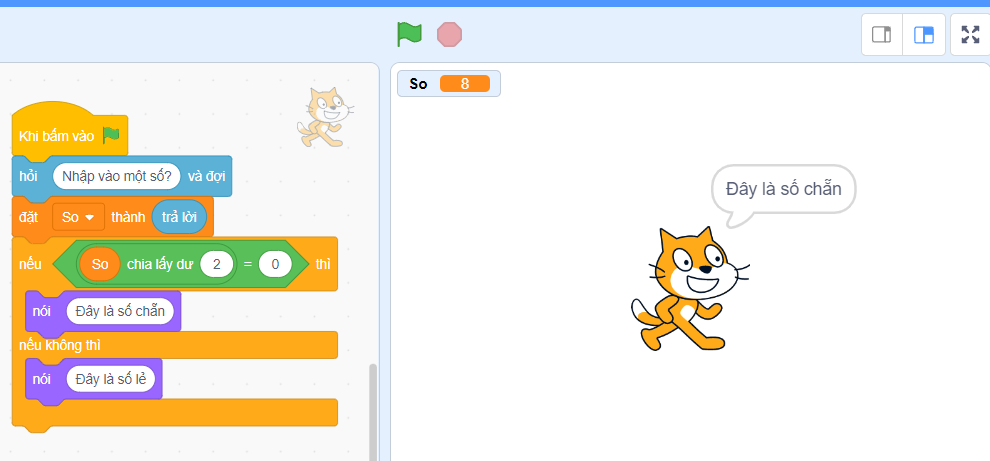 Khi bấm vào
hỏi Nhập vào một số? và đợi
đặt So thành trả lời
nếu So chia lấy dư 2 = 0 thì
nói Đây là số chẵn
nếu không thì
nói Đây là số lẻ
So 8
Đây là số chẵn